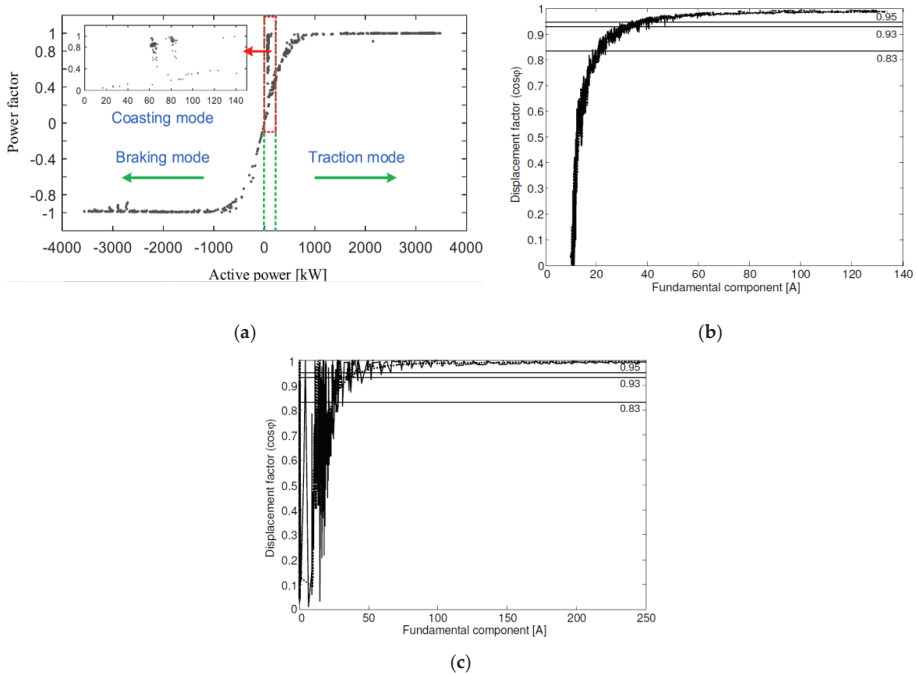 (a)
Power factor
1
0.8
0.4
0
-0.4
-0.8
-1
1
0.8
0.4
0
0 20 40 60 80 100 120 140
Coasting mode
Braking mode
Traction mode
-4000 -3000 -2000 -1000 0 1000 2000 3000 4000
Active power [kW]
(b)
Displacement factor (cosφ)
1
0.9
0.8
0.7
0.6
0.5
0.4
0.3
0.2
0.1
0
0.95
0.93
0.83
0 20 40 60 80 100 120 140
Fundamental component [A]
(c)
Displacement factor (cosφ)
1
0.9
0.8
0.7
0.6
0.5
0.4
0.3
0.2
0.1
0
0.95
0.93
0.83
0 50 100 150 200 250
Fundamental component [A]